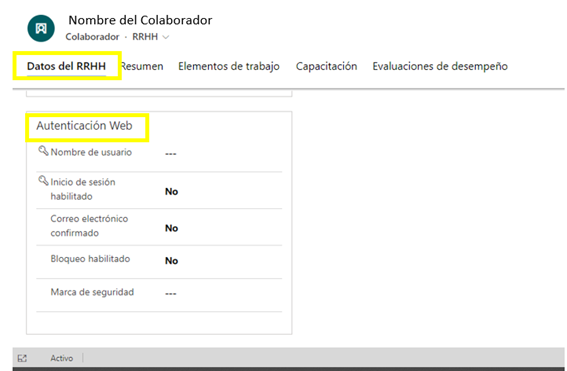 Nombre del Colaborador
Colaborador · RRHH
Datos del RRHH Resumen Elementos de trabajo Capacitación Evaluaciones de desempeño
Autenticación Web
Nombre de usuario ---
Inicio de sesión
habilitado No
Correo electrónico
confirmado No
Bloqueo habilitado No
Marca de seguridad ---
Activo